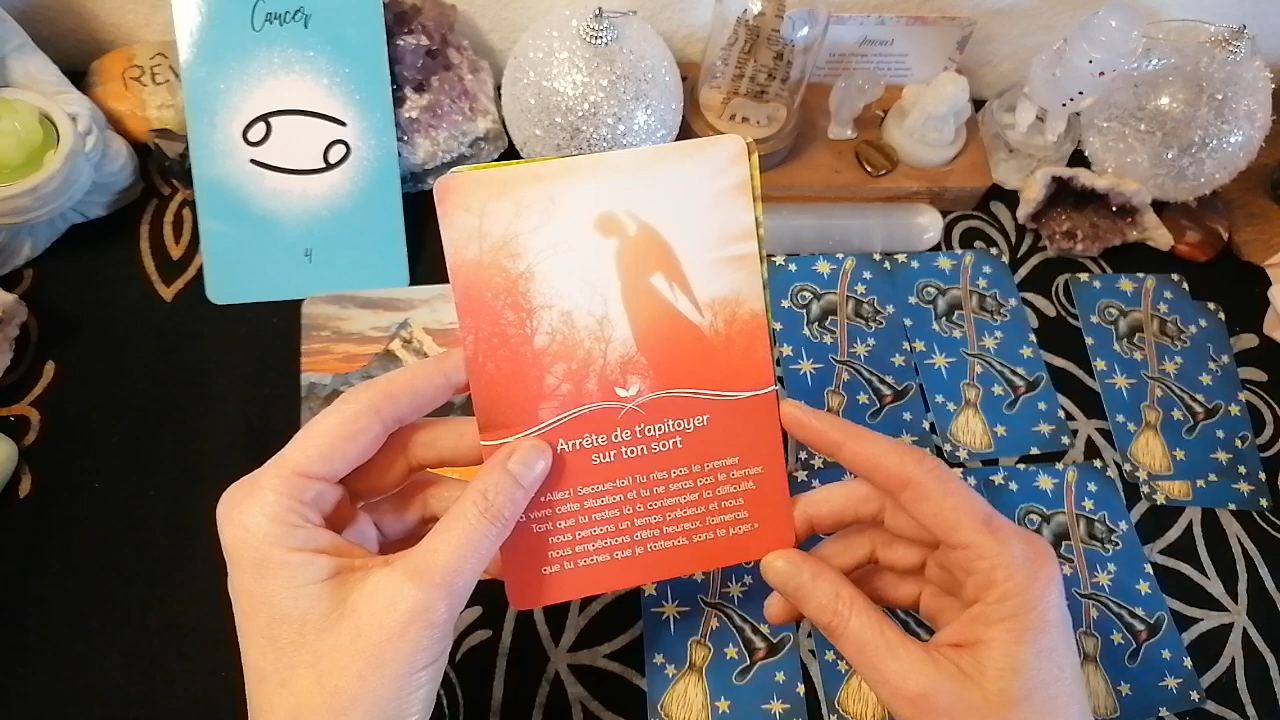 Cancer
RÊV
4
Amour
Arrête de t'apitoyer
sur ton sort
«Allez! Secoue-toi! Tu n'es pas le premier
à vivre cette situation et tu ne seras pas le dernier.
Tant que tu restes là à contempler la difficulté,
nous perdons un temps précieux et nous
nous empêchons d'être heureux. J'aimerais
que tu saches que je t'attends, sans te juger.»